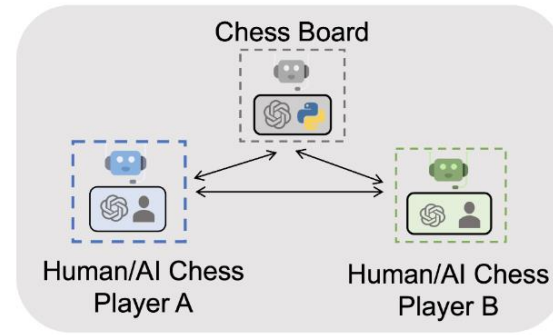 Chess Board
Human/AI Chess
Player A
Human/AI Chess
Player B